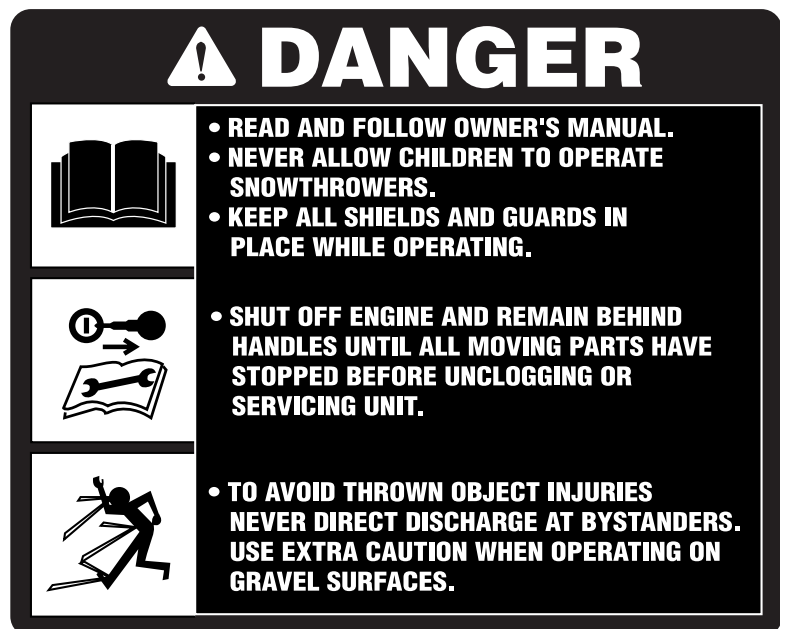 DANGER
• READ AND FOLLOW OWNER'S MANUAL.
• NEVER ALLOW CHILDREN TO OPERATE
SNOWTHROWERS.
• KEEP ALL SHIELDS AND GUARDS IN
PLACE WHILE OPERATING.
• SHUT OFF ENGINE AND REMAIN BEHIND
HANDLES UNTIL ALL MOVING PARTS HAVE
STOPPED BEFORE UNCLOGGING OR
SERVICING UNIT.
• TO AVOID THROWN OBJECT INJURIES
NEVER DIRECT DISCHARGE AT BYSTANDERS.
USE EXTRA CAUTION WHEN OPERATING ON
GRAVEL SURFACES.